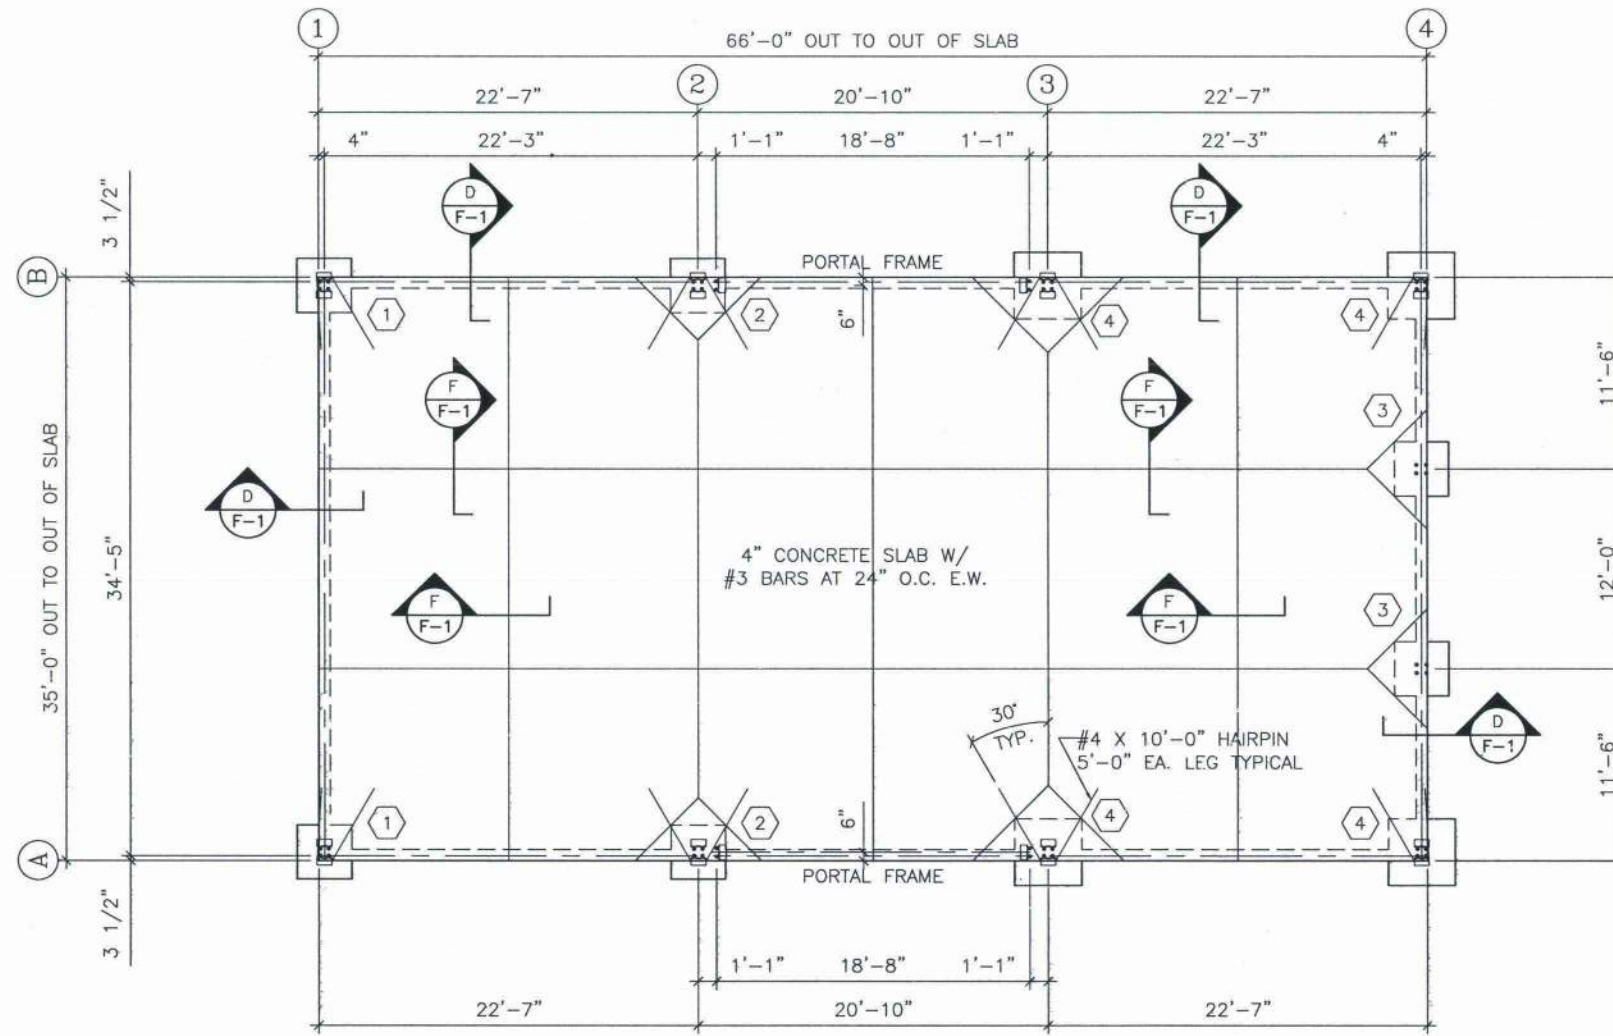 1
4
66'-0" OUT TO OUT OF SLAB
2
3
22'-7"
20'-10"
22'-7"
4"
22'-3"
1'-1"
18'-8"
1'-1"
22'-3"
4"
3 1/2"
D
F-1
D
F-1
B
PORTAL FRAME
1
2
6"
4
4
11'-6"
F
F-1
F
F-1
3
35'-0" OUT TO OUT OF SLAB
D
F-1
34'-5"
4" CONCRETE SLAB W/
#3 BARS AT 24" O.C. E.W.
12'-0"
F
F-1
F
F-1
3
30°
TYP.
#4 X 10'-0" HAIRPIN
5'-0" EA. LEG TYPICAL
D
F-1
11'-6"
1
2
6"
4
4
A
PORTAL FRAME
3 1/2"
1'-1"
18'-8"
1'-1"
22'-7"
20'-10"
22'-7"